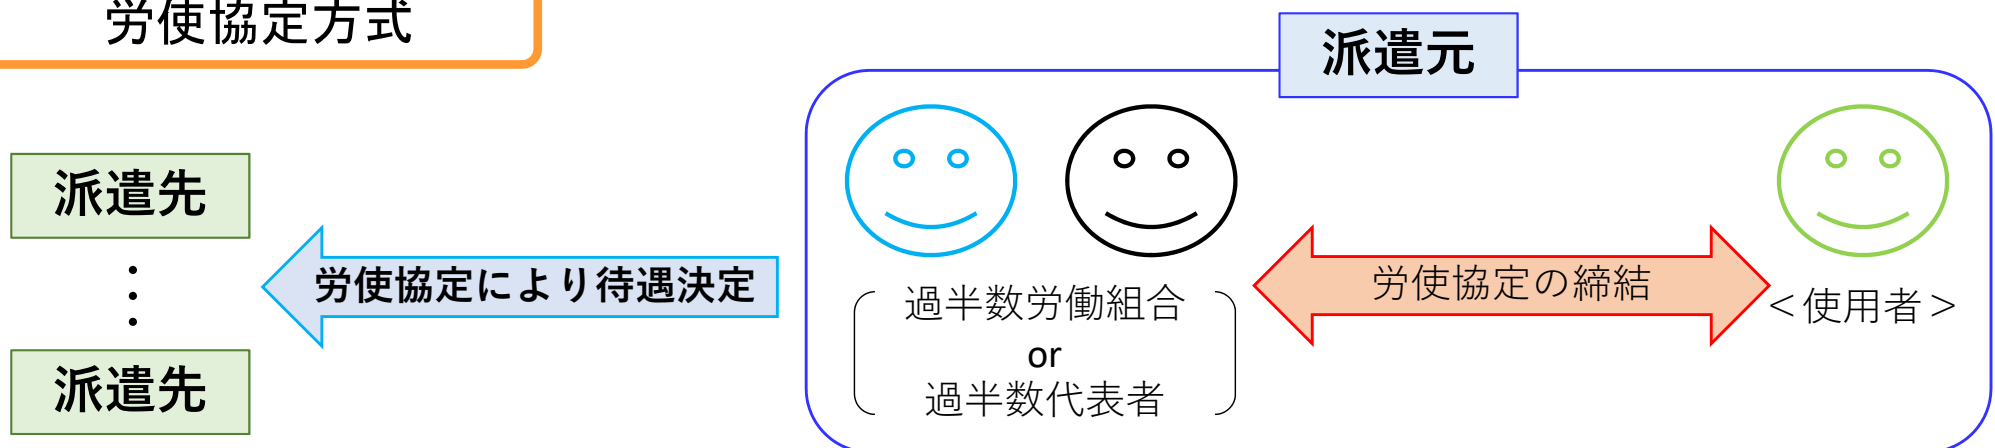 労使協定方式
派遣元
派遣先
派遣先
労使協定により待遇決定
過半数労働組合
or
過半数代表者
労使協定の締結
＜使用者＞